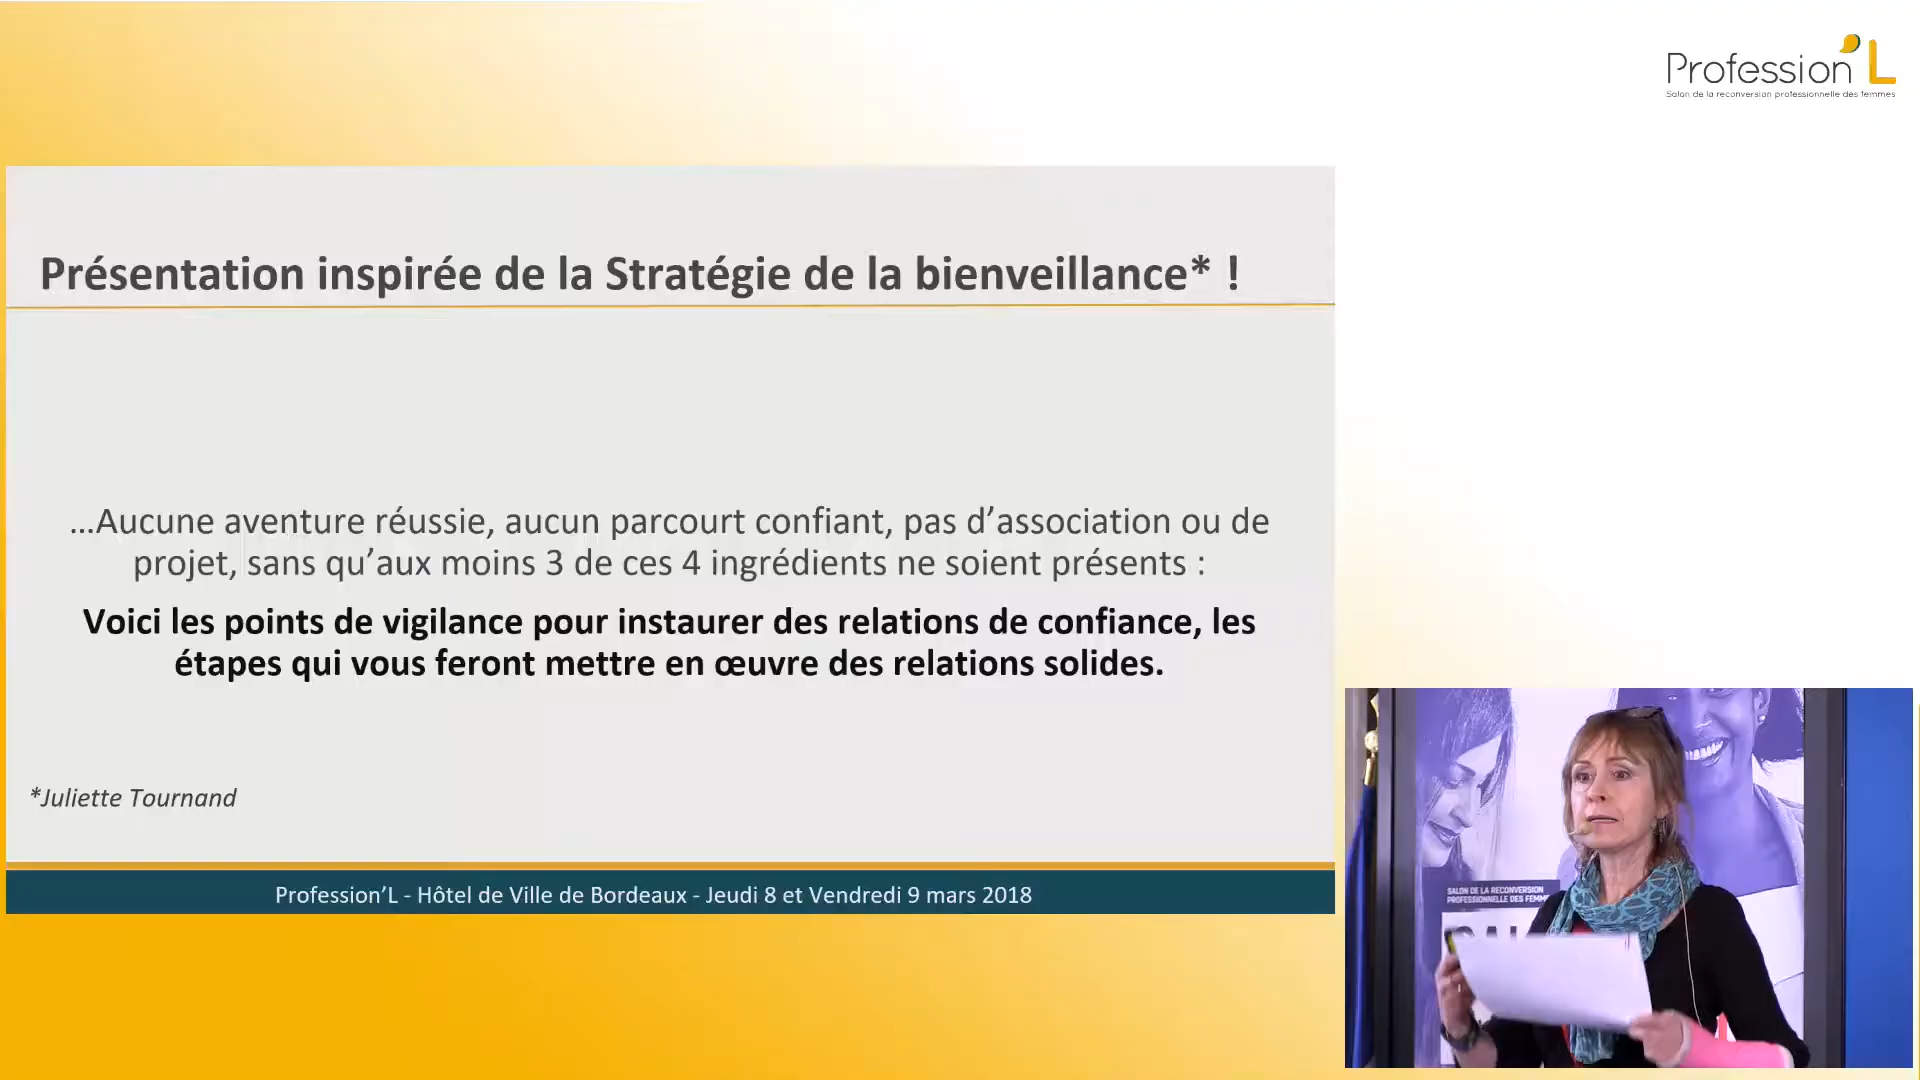 Profession'L
Salon de la reconversion professionnelle des femmes
Présentation inspirée de la Stratégie de la bienveillance* !
...Aucune aventure réussie, aucun parcourt confiant, pas d'association ou de
projet, sans qu'aux moins 3 de ces 4 ingrédients ne soient présents :
Voici les points de vigilance pour instaurer des relations de confiance, les
étapes qui vous feront mettre en œuvre des relations solides.
*Juliette Tournand
Profession'L - Hôtel de Ville de Bordeaux - Jeudi 8 et Vendredi 9 mars 2018
SALON DE LA RECONVERSION
PROFESSIONNELLE DES